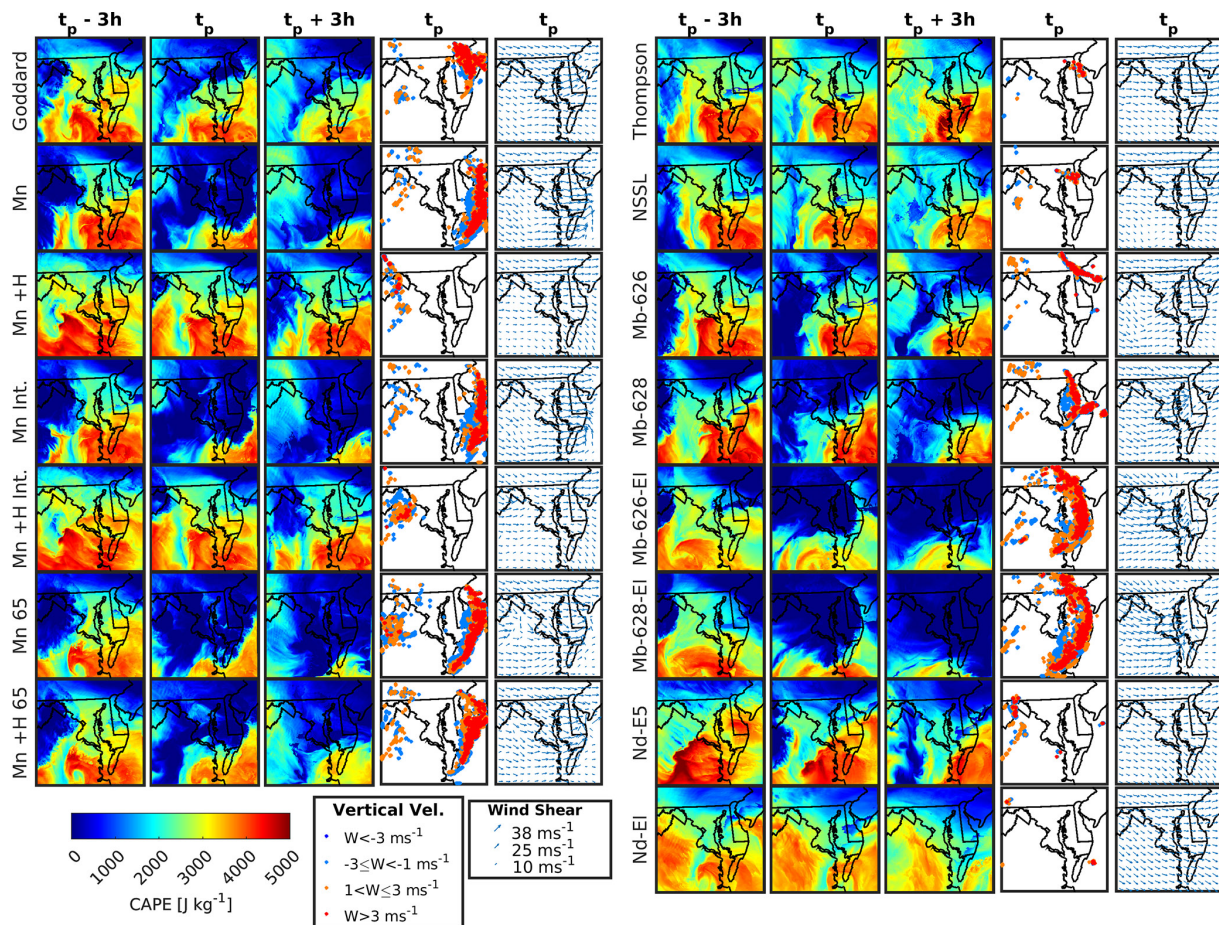 t_p - 3h t_p t_p + 3h t_p t_p
Goddard
Mn
Mn +H
Mn Int.
Mn +H Int.
Mn 65
Mn +H 65
0 1000 2000 3000 4000 5000
CAPE [J kg⁻¹]
Vertical Vel.
W<-3 ms⁻¹
-3≤W<-1 ms⁻¹
1<W≤3 ms⁻¹
W>3 ms⁻¹
Wind Shear
38 ms⁻¹
25 ms⁻¹
10 ms⁻¹
t_p - 3h t_p t_p + 3h t_p t_p
Thompson
NSSL
Mb-626
Mb-628
Mb-626-EI
Mb-628-EI
Nd-E5
Nd-EI